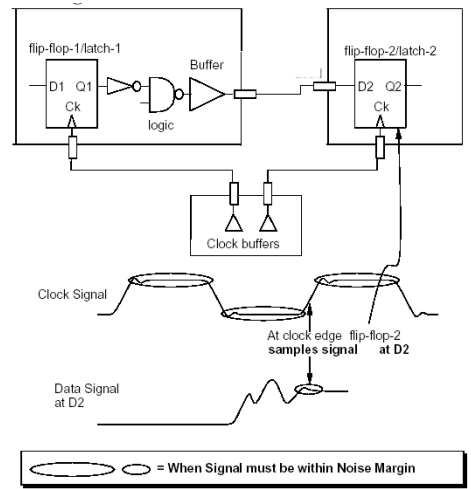 flip-flop-1/latch-1
flip-flop-2/latch-2
Buffer
D1 Q1
D2 Q2
Ck
Ck
logic
Clock buffers
Clock Signal
At clock edge flip-flop-2
samples signal at D2
Data Signal
at D2
= When Signal must be within Noise Margin